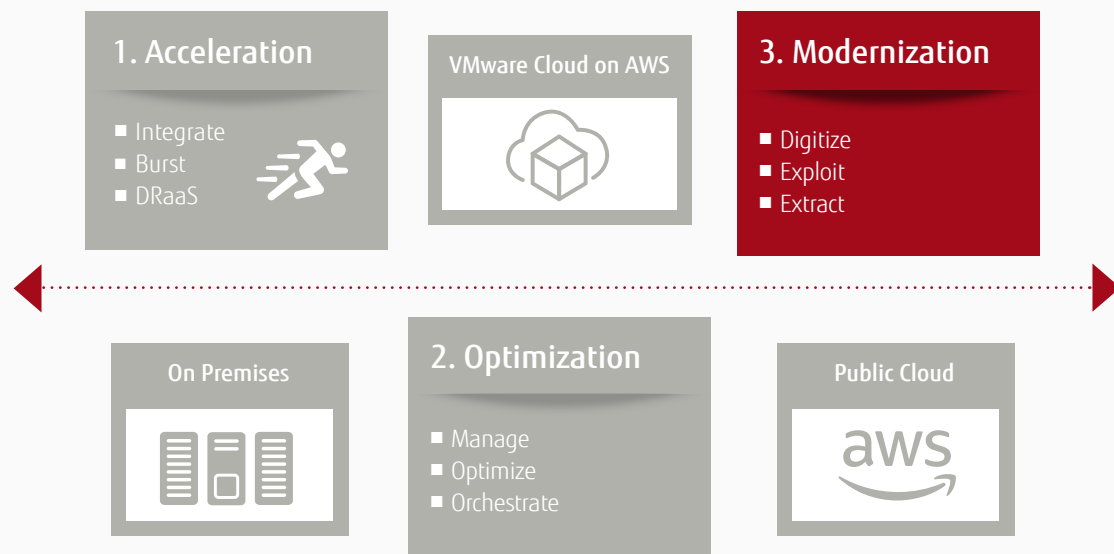 1. Acceleration
Integrate
Burst
DRaaS
VMware Cloud on AWS
3. Modernization
Digitize
Exploit
Extract
On Premises
2. Optimization
Manage
Optimize
Orchestrate
Public Cloud
aws